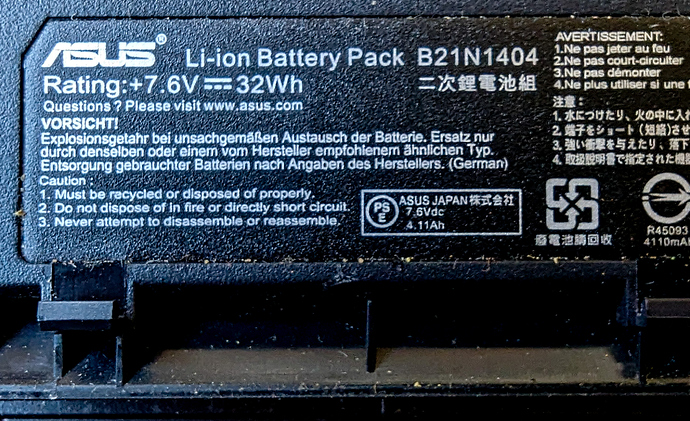 ASUS® Li-ion Battery Pack B21N1404
Rating:+7.6V⎓32Wh 二次鋰電池組
Questions ? Please visit www.asus.com
VORSICHT!
Explosionsgetahr bei unsachgemäßen Austausch der Batterie. Ersatz nur
durch denselben oder einem vom Hersteller empfohlenem ähnlichen Typ.
Entsorgung gebrauchter Batterien nach Angaben des Herstellers. (German)
Caution :
1. Must be recycled or disposed of properly.
2. Do not dispose of in fire or directly short circuit.
3. Never attempt to disassemble or reassemble.
PS
E
ASUS JAPAN株式会社
7.6Vdc
4.11Ah
AVERTISSEMENT:
1.Ne pas jeter au feu
2.Ne pas court-circuiter
3.Ne pas démonter
4.Ne plus utiliser si une
注意：
1. 水につけたり、火の中に入
2. 端子をショート（短絡）させ
3. 強い衝撃を与えたり、落下
4. 取扱説明書で指定された機
廢電池請回收
R45093
4110mA